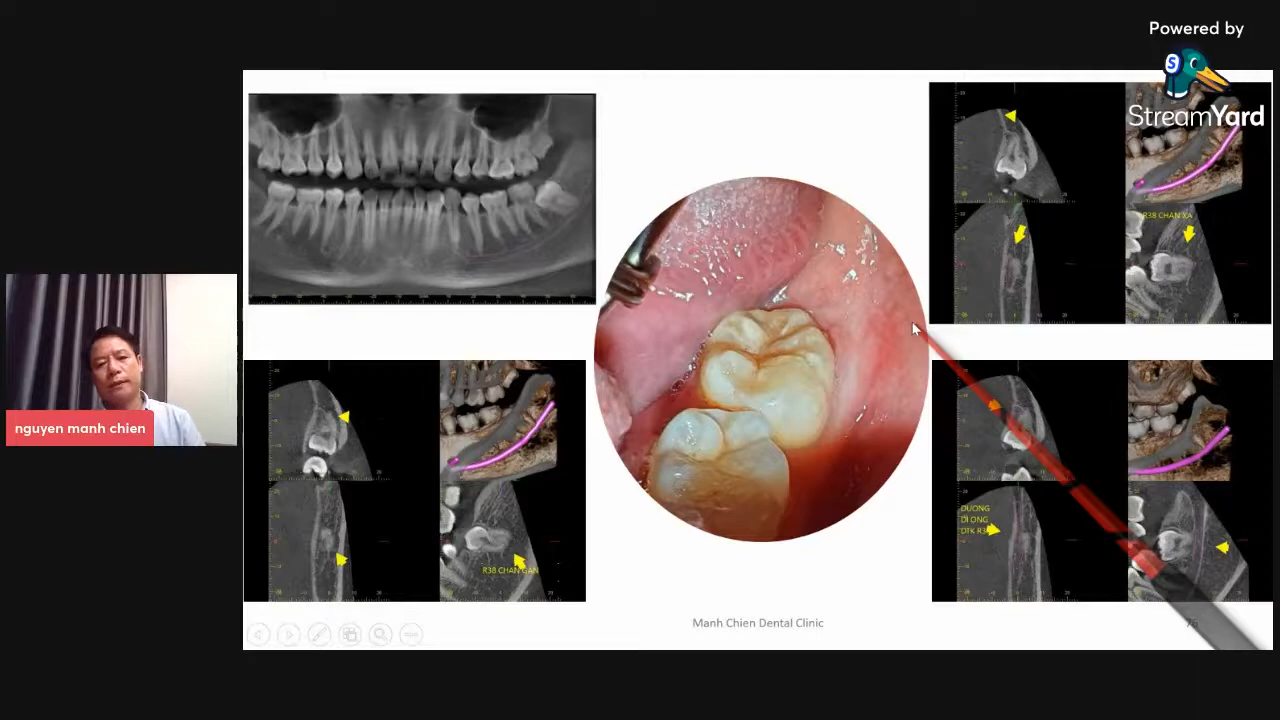 Powered by
StreamYard
R38 CHAN XA
nguyen manh chien
R38 CHAN GAN
DUONG
DI ONG
Manh Chien Dental Clinic
76